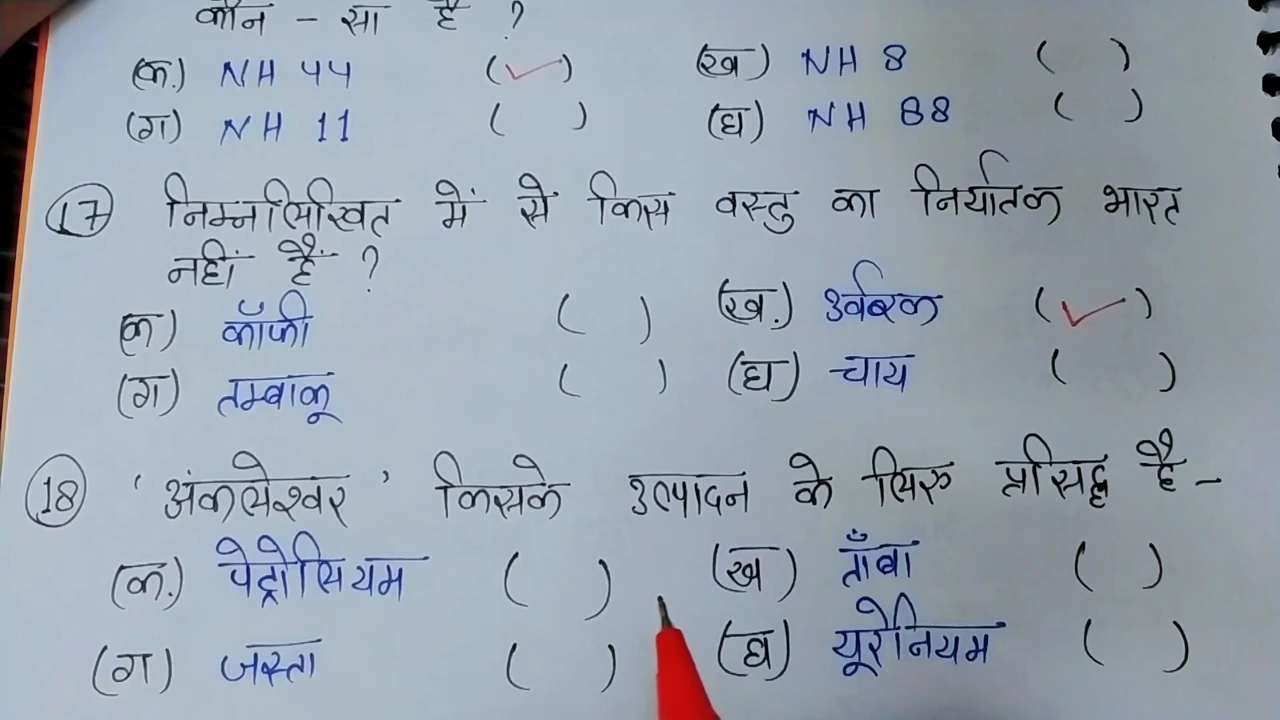 कौन - सा है ?
(क.) NH 44 (✓) (ख) NH 8 ( )
(ग) NH 11 ( ) (घ) NH 88 ( )
17 निम्नलिखित में से किस वस्तु का निर्यातक भारत
नहीं हैं ?
(क) कॉफी ( ) (ख.) उर्वरक (✓)
(ग) तम्बाकू ( ) (घ) चाय ( )
18 'अंकलेश्वर' किसके उत्पादन के लिए प्रसिद्ध है -
(क.) पेट्रोलियम ( ) (ख) ताँबा ( )
(ग) जस्ता ( ) (घ) यूरेनियम ( )